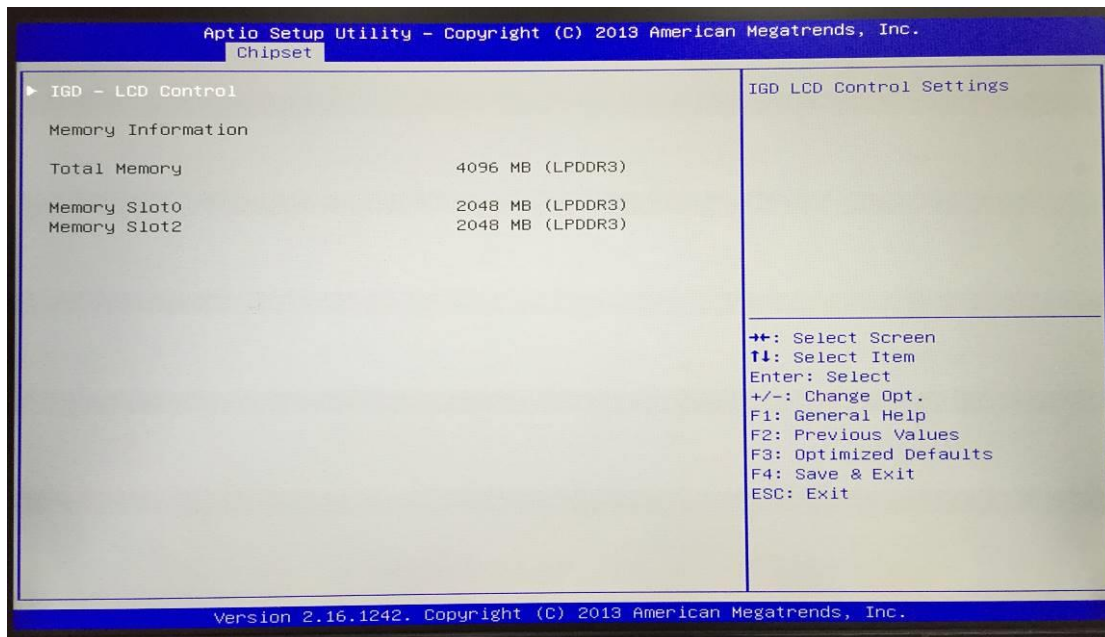 Aptio Setup Utility – Copyright (C) 2013 American Megatrends, Inc.
Chipset
► IGD – LCD Control
Memory Information
Total Memory 4096 MB (LPDDR3)
Memory Slot0 2048 MB (LPDDR3)
Memory Slot2 2048 MB (LPDDR3)
IGD LCD Control Settings
→←: Select Screen
↑↓: Select Item
Enter: Select
+/-: Change Opt.
F1: General Help
F2: Previous Values
F3: Optimized Defaults
F4: Save & Exit
ESC: Exit
Version 2.16.1242. Copyright (C) 2013 American Megatrends, Inc.